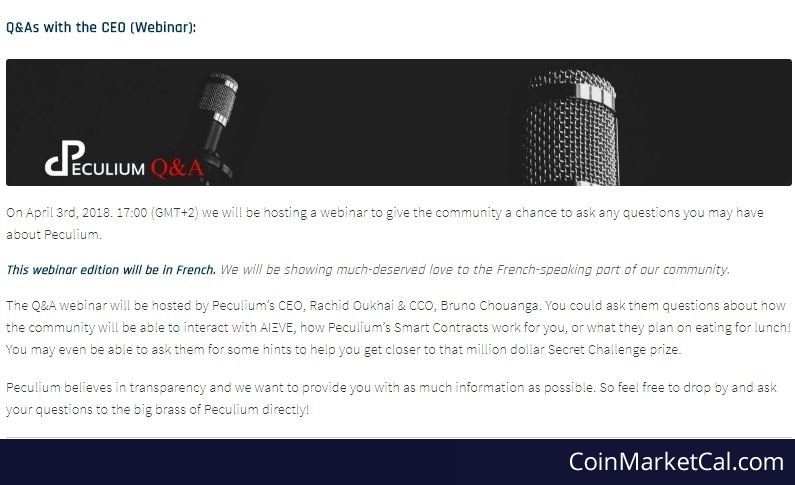 Q&As with the CEO (Webinar):
PECULIUM Q&A
On April 3rd, 2018. 17:00 (GMT+2) we will be hosting a webinar to give the community a chance to ask any questions you may have
about Peculium.
This webinar edition will be in French. We will be showing much-deserved love to the French-speaking part of our community.
The Q&A webinar will be hosted by Peculium's CEO, Rachid Oukhai & CCO, Bruno Chouanga. You could ask them questions about how
the community will be able to interact with AIΞVE, how Peculium's Smart Contracts work for you, or what they plan on eating for lunch!
You may even be able to ask them for some hints to help you get closer to that million dollar Secret Challenge prize.
Peculium believes in transparency and we want to provide you with as much information as possible. So feel free to drop by and ask
your questions to the big brass of Peculium directly!
CoinMarketCal.com